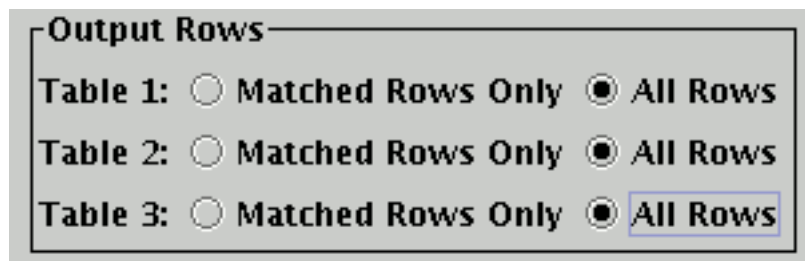 Output Rows
Table 1: Matched Rows Only All Rows
Table 2: Matched Rows Only All Rows
Table 3: Matched Rows Only All Rows